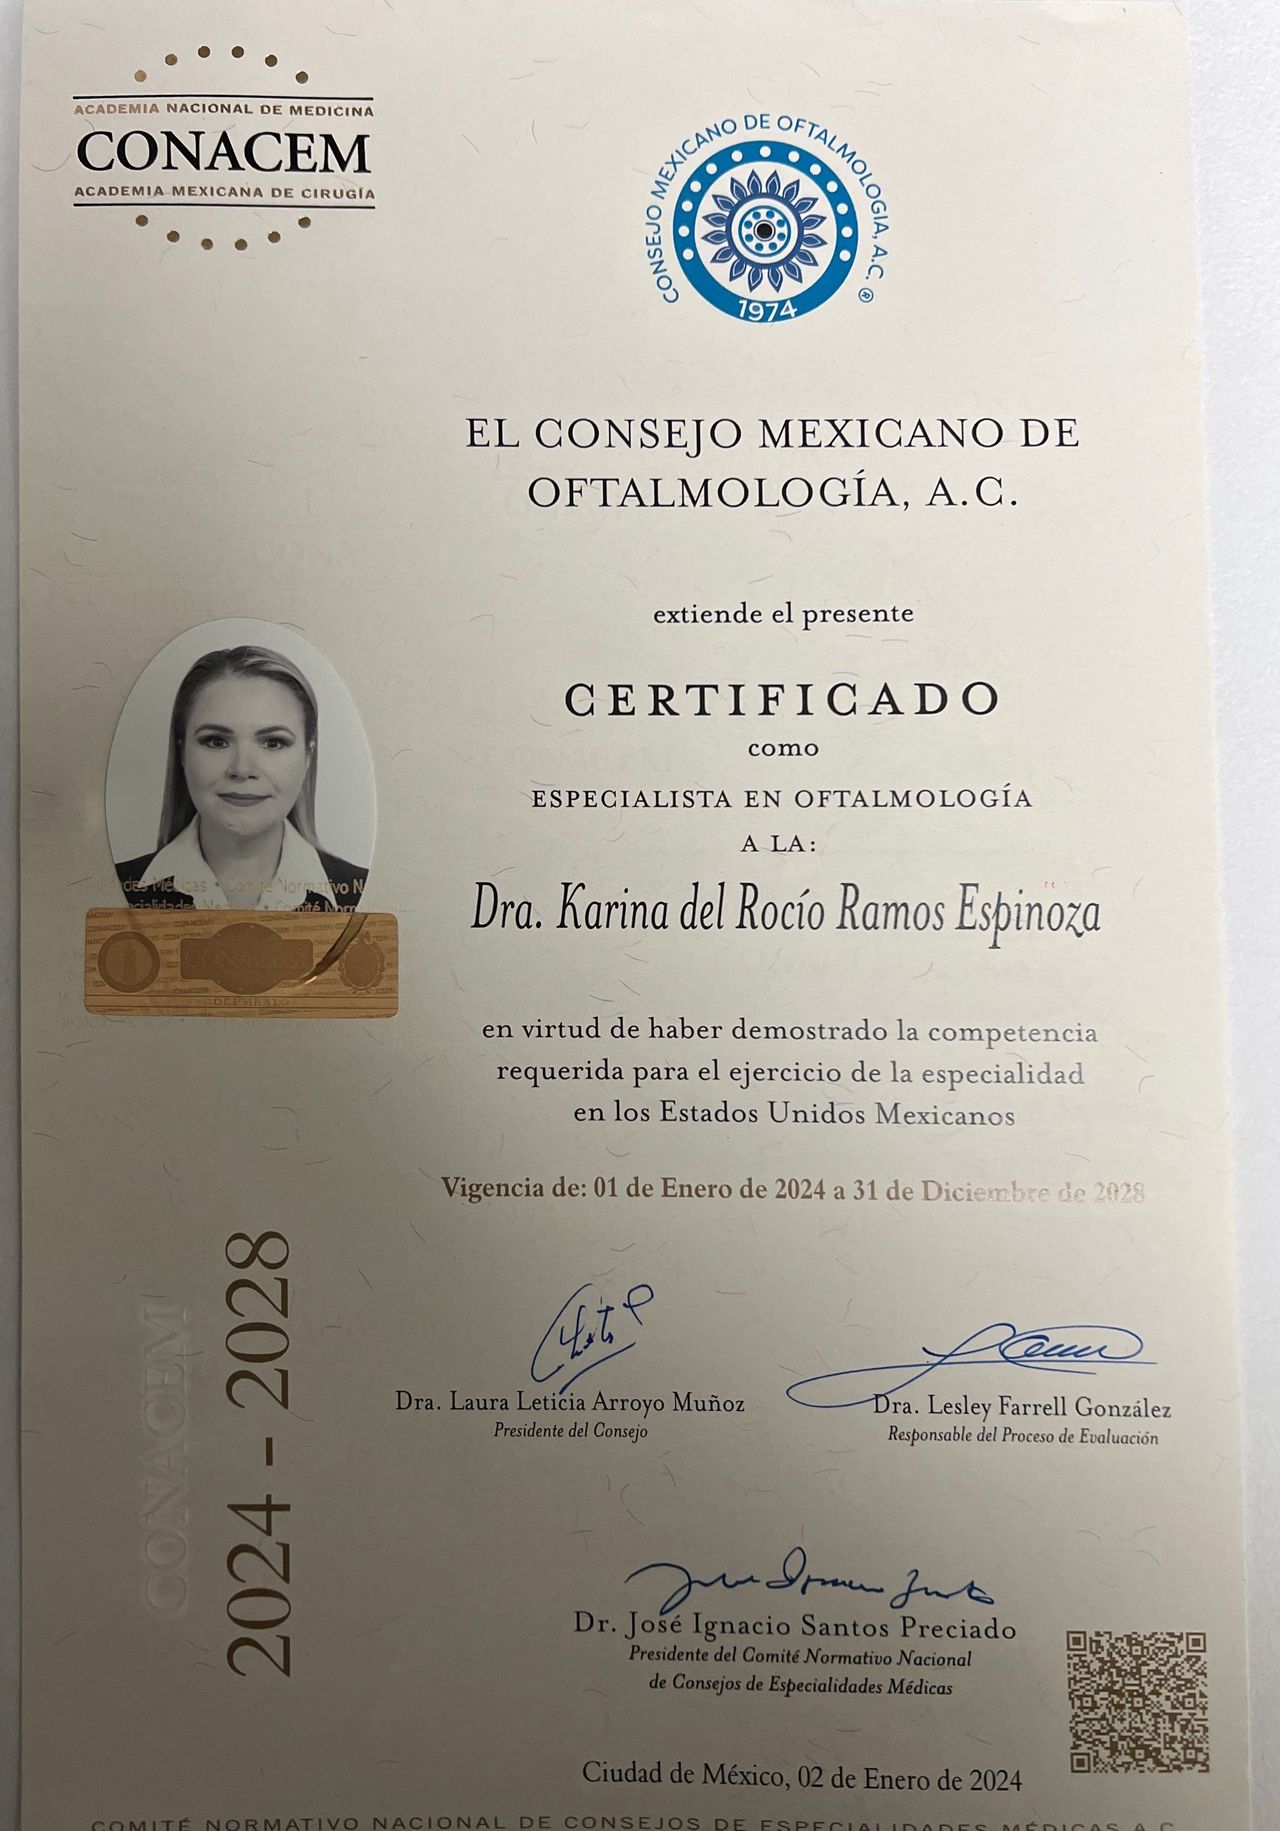 ACADEMIA NACIONAL DE MEDICINA
CONACEM
ACADEMIA MEXICANA DE CIRUGÍA
CONSEJO MEXICANO DE OFTALMOLOGIA, A.C. ®
1974
EL CONSEJO MEXICANO DE
OFTALMOLOGÍA, A.C.
extiende el presente
CERTIFICADO
como
ESPECIALISTA EN OFTALMOLOGÍA
A LA:
Dra. Karina del Rocío Ramos Espinoza
des Médicas • Comité Normativo N
CONACEM
en virtud de haber demostrado la competencia
requerida para el ejercicio de la especialidad
en los Estados Unidos Mexicanos
Vigencia de: 01 de Enero de 2024 a 31 de Diciembre de 2028
CONACEM
2024 - 2028
Dra. Laura Leticia Arroyo Muñoz
Presidente del Consejo
Dra. Lesley Farrell González
Responsable del Proceso de Evaluación
Dr. José Ignacio Santos Preciado
Presidente del Comité Normativo Nacional
de Consejos de Especialidades Médicas
Ciudad de México, 02 de Enero de 2024
COMITÉ NORMATIVO NACIONAL DE CONSEJOS DE ESPECIALIDADES MÉDICAS A.C.